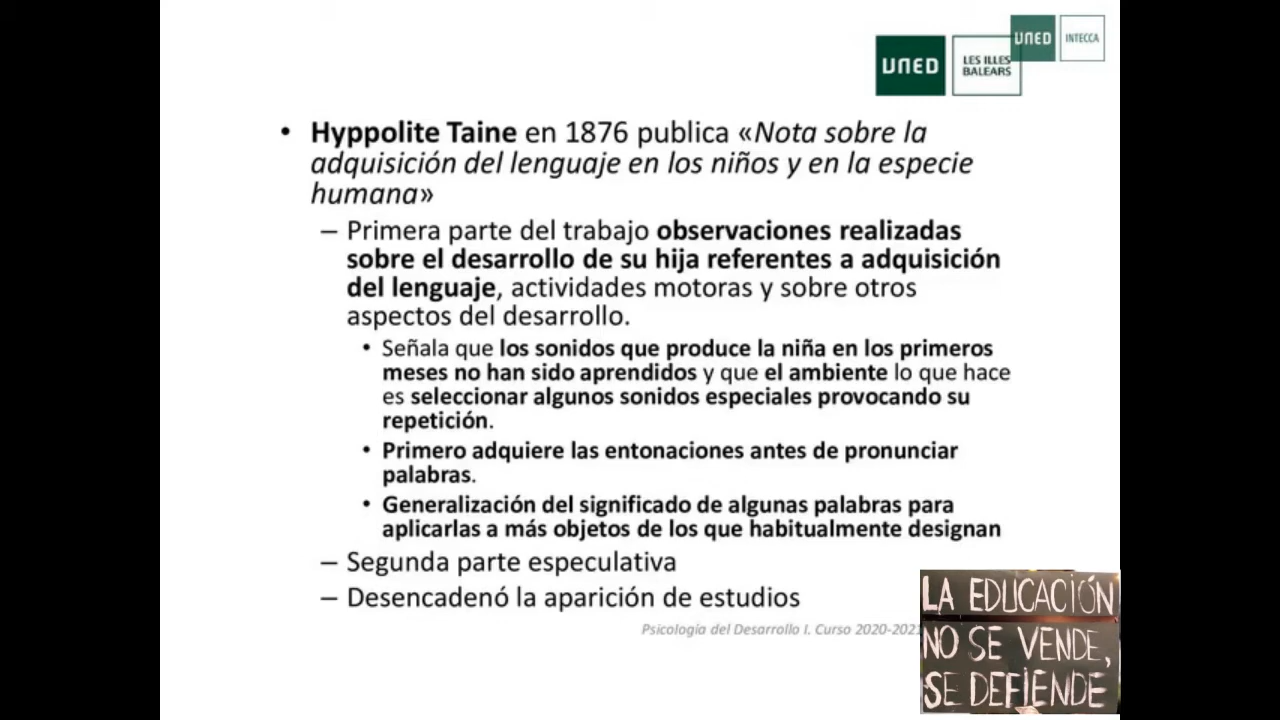 UNED
INTECCA
UNED
LES ILLES
BALEARS
• Hyppolite Taine en 1876 publica «Nota sobre la
adquisición del lenguaje en los niños y en la especie
humana»
– Primera parte del trabajo observaciones realizadas
sobre el desarrollo de su hija referentes a adquisición
del lenguaje, actividades motoras y sobre otros
aspectos del desarrollo.
• Señala que los sonidos que produce la niña en los primeros
meses no han sido aprendidos y que el ambiente lo que hace
es seleccionar algunos sonidos especiales provocando su
repetición.
• Primero adquiere las entonaciones antes de pronunciar
palabras.
• Generalización del significado de algunas palabras para
aplicarlas a más objetos de los que habitualmente designan
– Segunda parte especulativa
– Desencadenó la aparición de estudios
Psicología del Desarrollo I. Curso 2020-2021
LA EDUCACIÓN
NO SE VENDE,
SE DEFIENDE